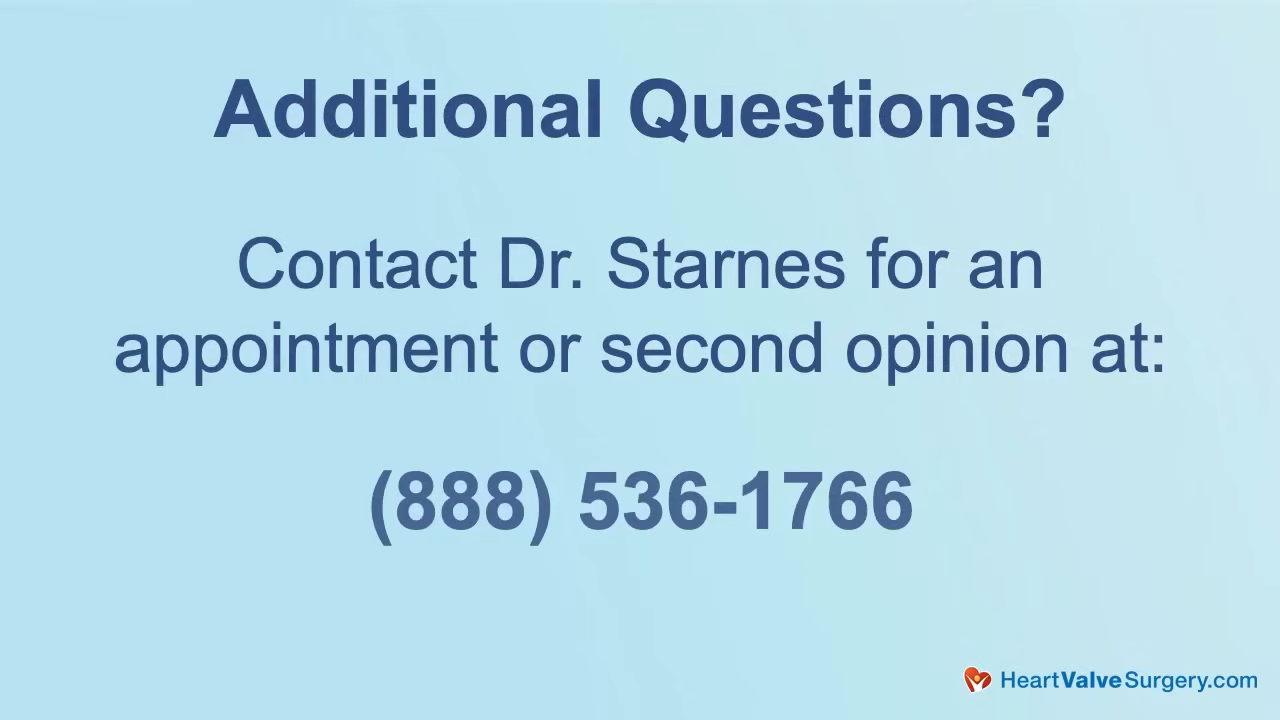 Additional Questions?
Contact Dr. Starnes for an
appointment or second opinion at:
(888) 536-1766
HeartValveSurgery.com